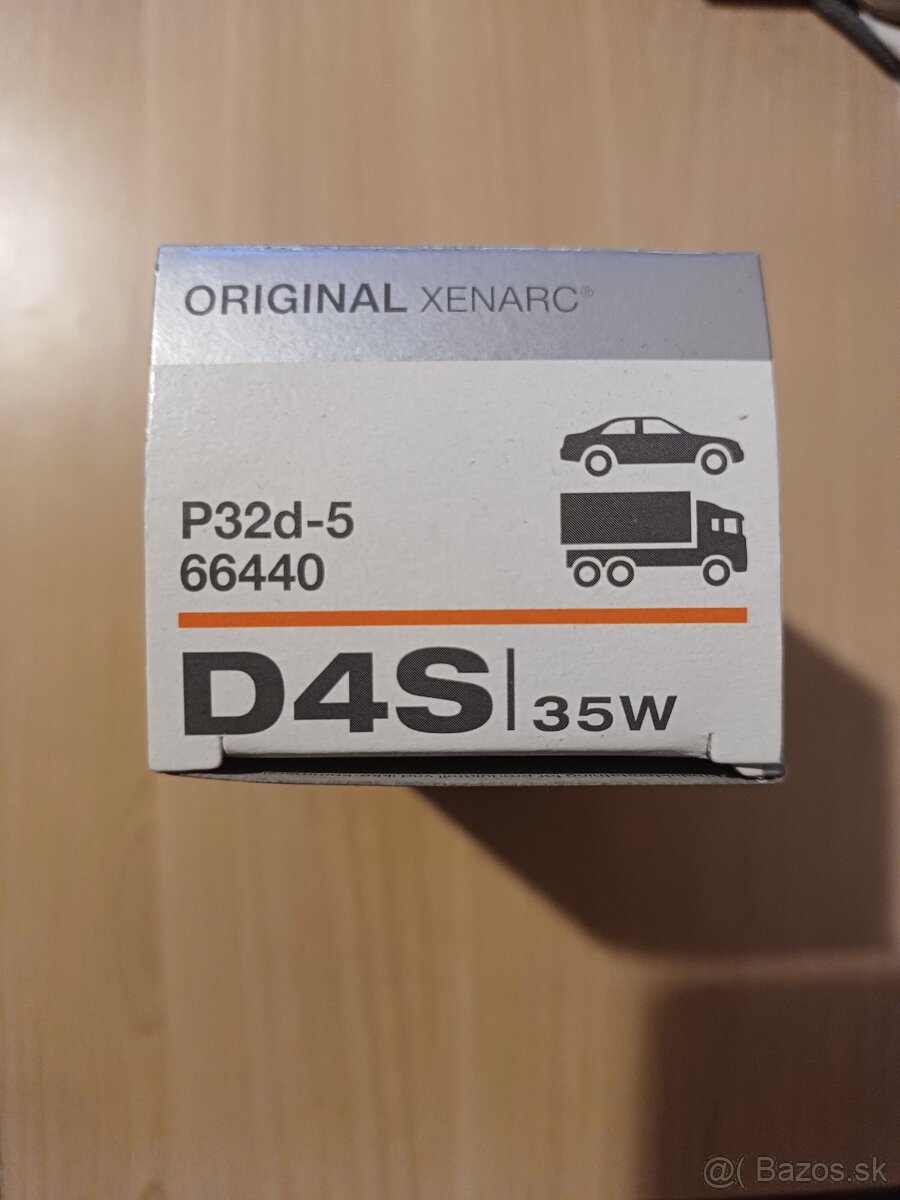 ORIGINAL XENARC®
P32d-5
66440
D4S | 35W
@( Bazos.sk